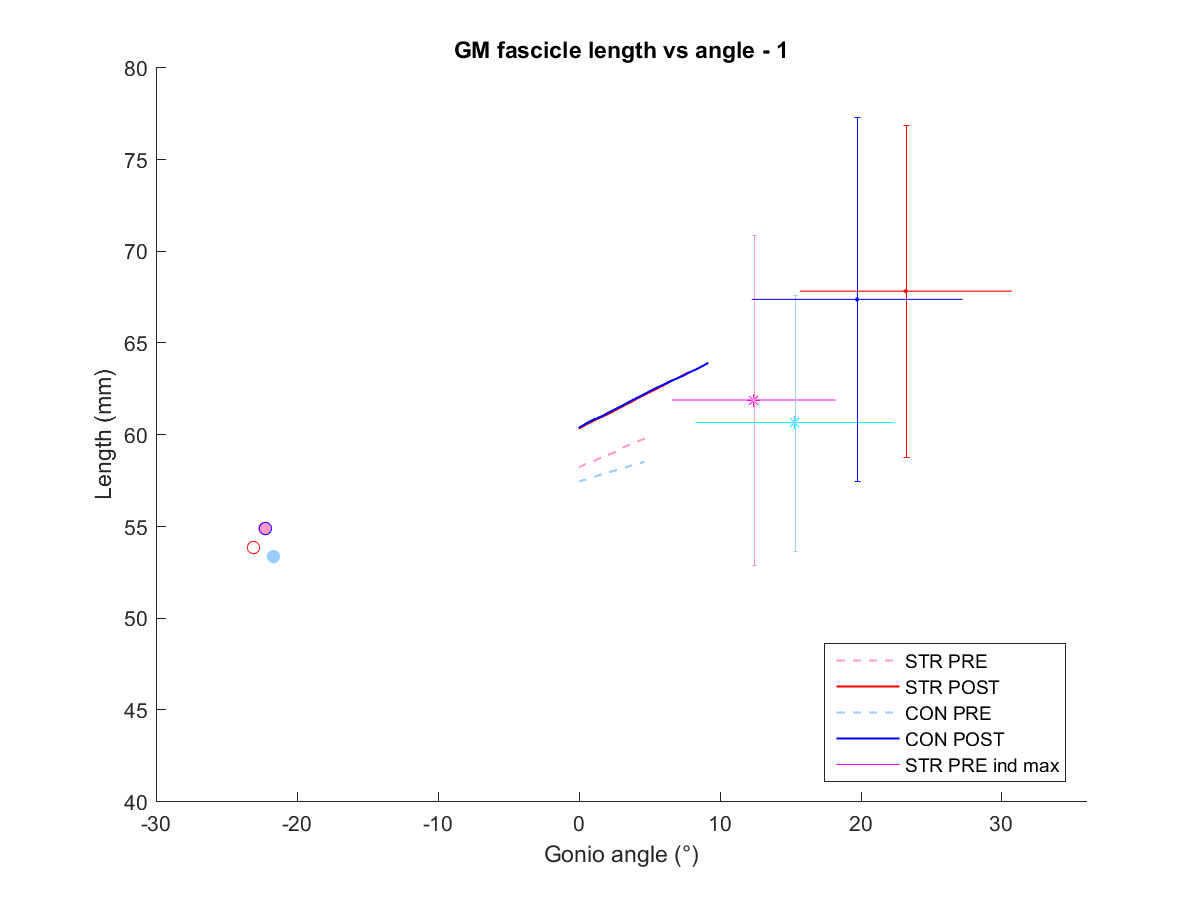 GM fascicle length vs angle - 1
80
75
70
65
60
55
50
45
40
Length (mm)
-30 -20 -10 0 10 20 30
Gonio angle (°)
STR PRE
STR POST
CON PRE
CON POST
STR PRE ind max